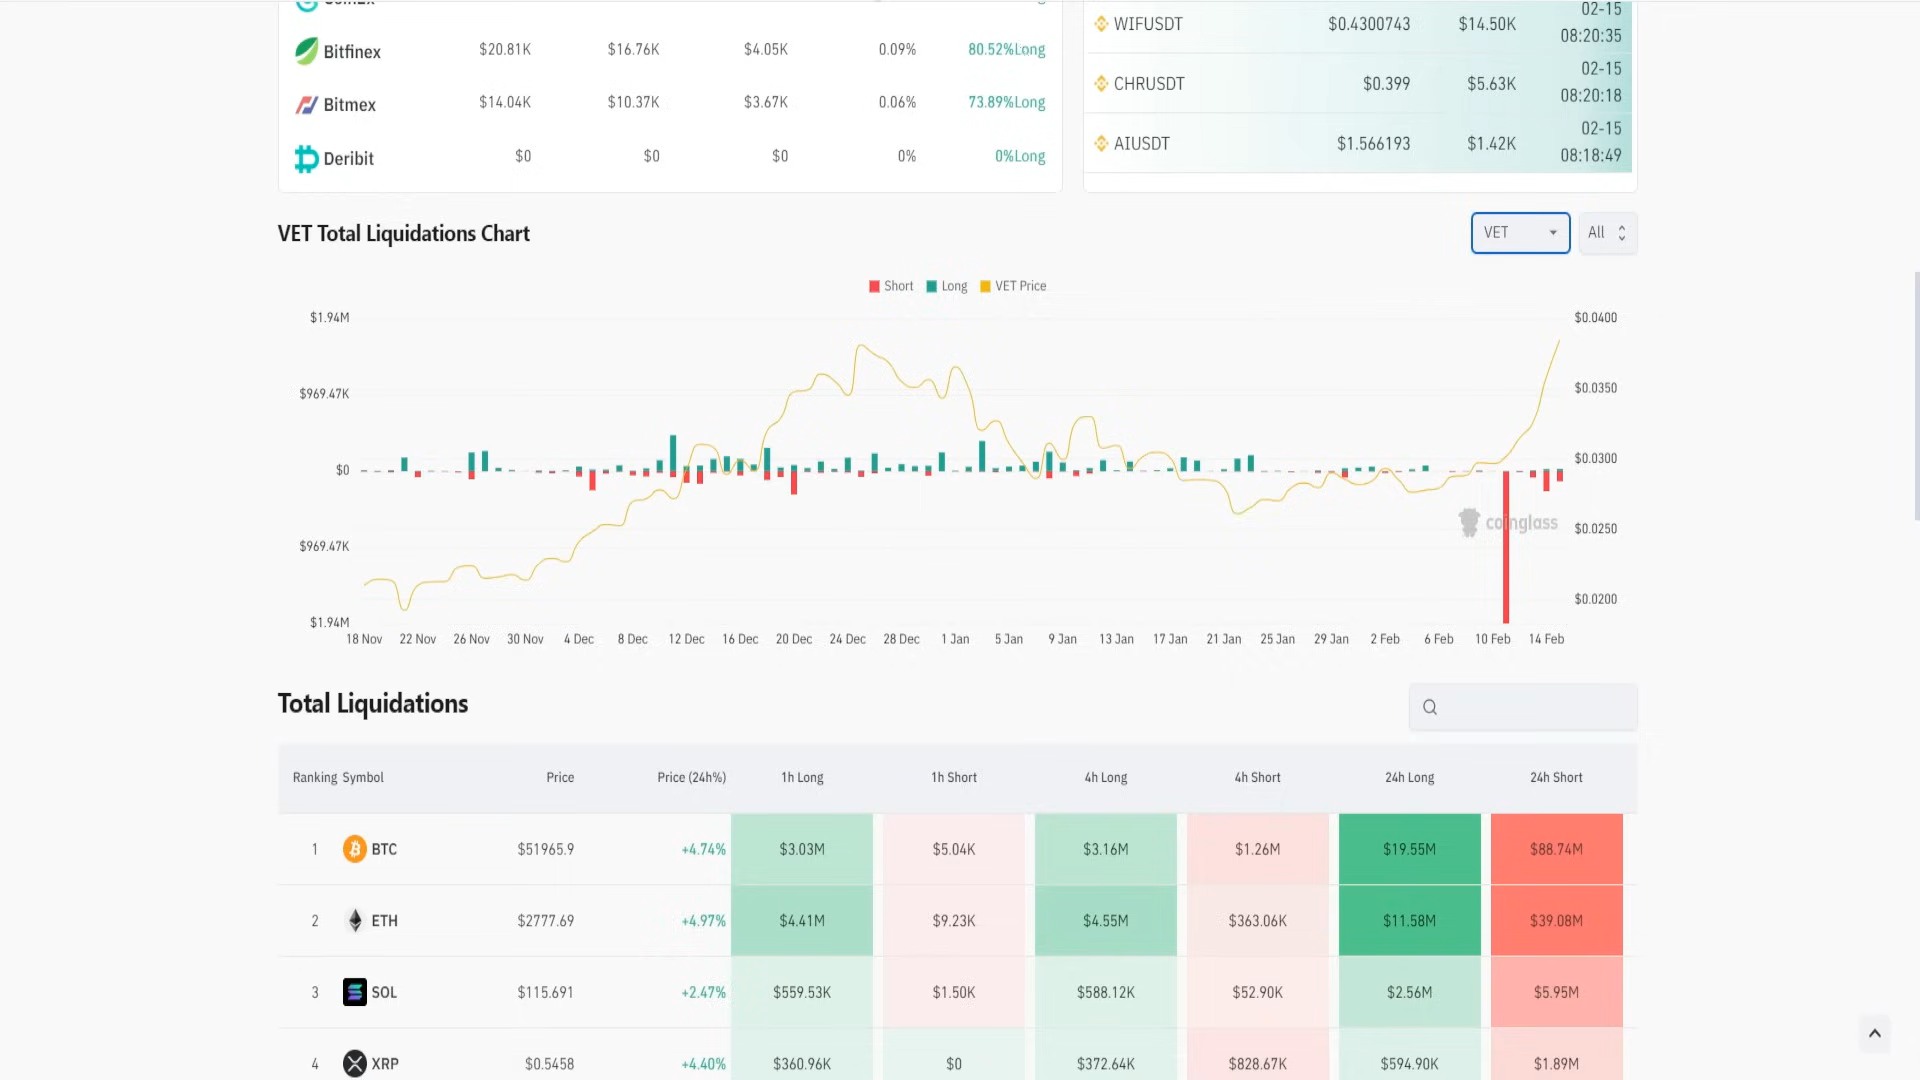 WIFUSDT $0.4300743 $14.50K 02-15 08:20:35
Bitfinex $20.81K $16.76K $4.05K 0.09% 80.52%Long
CHRUSDT $0.399 $5.63K 02-15 08:20:18
Bitmex $14.04K $10.37K $3.67K 0.06% 73.89%Long
AIUSDT $1.566193 $1.42K 02-15 08:18:49
Deribit $0 $0 $0 0% 0%Long
VET Total Liquidations Chart
VET All
Short Long VET Price
$1.94M $0.0400
$969.47K $0.0350
$0 $0.0300
coinglass
$969.47K $0.0250
$0.0200
$1.94M
18 Nov 22 Nov 26 Nov 30 Nov 4 Dec 8 Dec 12 Dec 16 Dec 20 Dec 24 Dec 28 Dec 1 Jan 5 Jan 9 Jan 13 Jan 17 Jan 21 Jan 25 Jan 29 Jan 2 Feb 6 Feb 10 Feb 14 Feb
Total Liquidations
Ranking Symbol Price Price (24h%) 1h Long 1h Short 4h Long 4h Short 24h Long 24h Short
1 BTC $51965.9 +4.74% $3.03M $5.04K $3.16M $1.26M $19.55M $88.74M
2 ETH $2777.69 +4.97% $4.41M $9.23K $4.55M $363.06K $11.58M $39.08M
3 SOL $115.691 +2.47% $559.53K $1.50K $588.12K $52.90K $2.56M $5.95M
4 XRP $0.5458 +4.40% $360.96K $0 $372.64K $828.67K $594.90K $1.89M